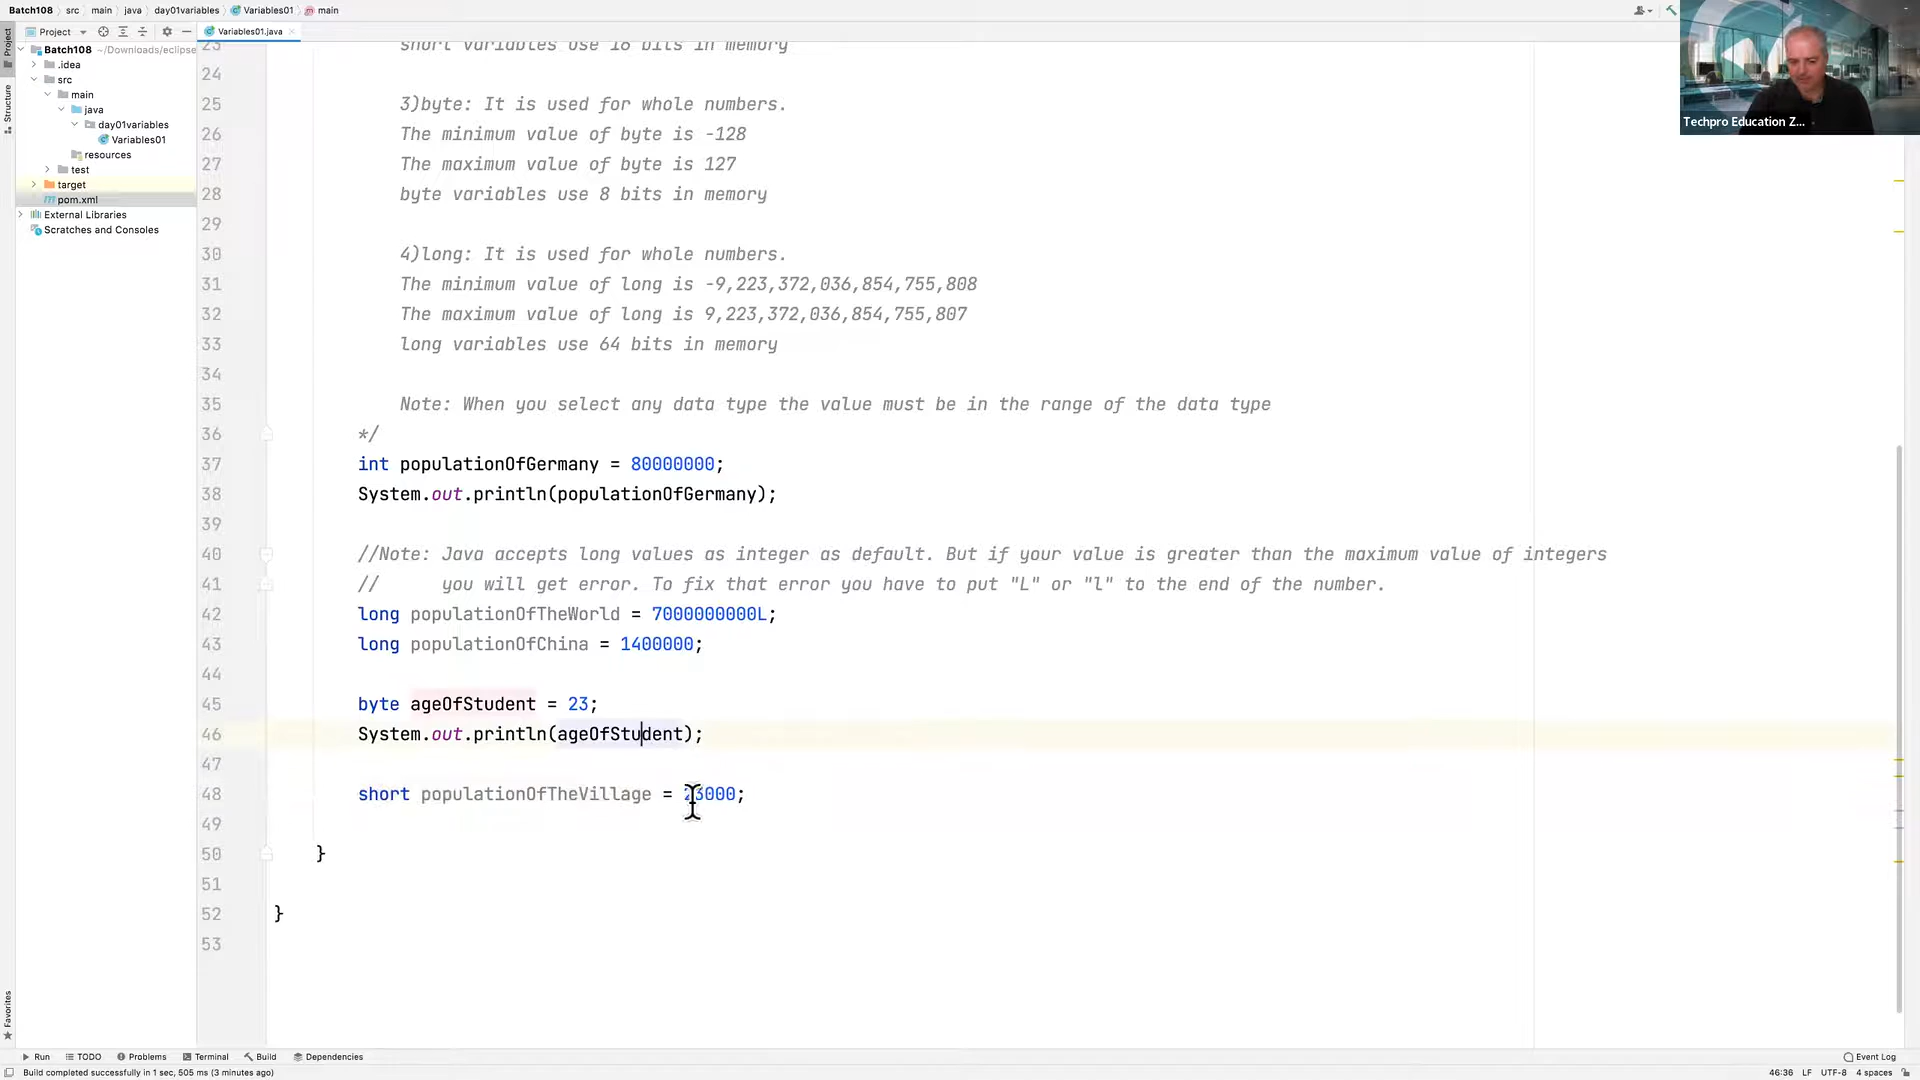 Batch108 src main java day01variables Variables01 main
Project
Variables01.java
Project
Structure
Favorites
Batch108 ~/Downloads/eclipse
.idea
src
main
java
day01variables
Variables01
resources
test
target
pom.xml
External Libraries
Scratches and Consoles
23 short variables use 16 bits in memory
24
25 3)byte: It is used for whole numbers.
26 The minimum value of byte is -128
27 The maximum value of byte is 127
28 byte variables use 8 bits in memory
29
30 4)long: It is used for whole numbers.
31 The minimum value of long is -9,223,372,036,854,755,808
32 The maximum value of long is 9,223,372,036,854,755,807
33 long variables use 64 bits in memory
34
35 Note: When you select any data type the value must be in the range of the data type
36 */
37 int populationOfGermany = 80000000;
38 System.out.println(populationOfGermany);
39
40 //Note: Java accepts long values as integer as default. But if your value is greater than the maximum value of integers
41 // you will get error. To fix that error you have to put "L" or "l" to the end of the number.
42 long populationOfTheWorld = 7000000000L;
43 long populationOfChina = 1400000;
44
45 byte ageOfStudent = 23;
46 System.out.println(ageOfStudent);
47
48 short populationOfTheVillage = 23000;
49
50 }
51
52 }
53
Techpro Education Z...
Run TODO Problems Terminal Build Dependencies Event Log
Build completed successfully in 1 sec, 505 ms (3 minutes ago) 46:36 LF UTF-8 4 spaces